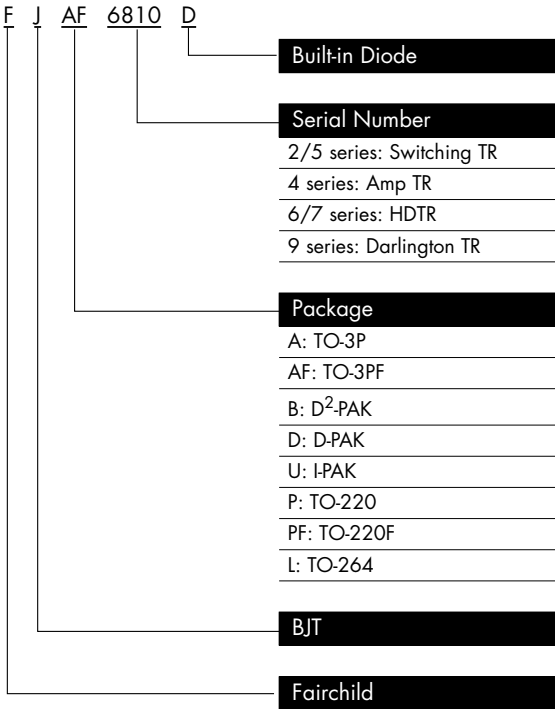 F J AF 6810 D
Built-in Diode
Serial Number
2/5 series: Switching TR
4 series: Amp TR
6/7 series: HDTR
9 series: Darlington TR
Package
A: TO-3P
AF: TO-3PF
B: D²-PAK
D: D-PAK
U: I-PAK
P: TO-220
PF: TO-220F
L: TO-264
BJT
Fairchild